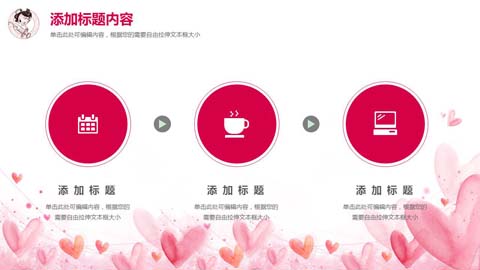 添加标题内容
单击此处可编辑内容，根据您的需要自由拉伸文本框大小
添加标题
单击此处可编辑内容，根据您的
需要自由拉伸文本框大小
添加标题
单击此处可编辑内容，根据您的
需要自由拉伸文本框大小
添加标题
单击此处可编辑内容，根据您的
需要自由拉伸文本框大小